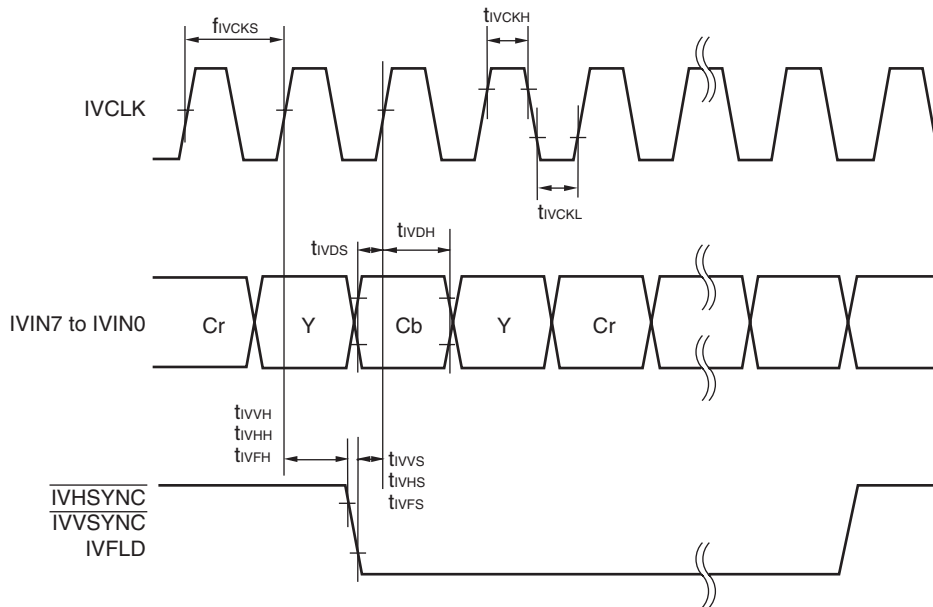 fIVCKS
tIVCKH
IVCLK
tIVCKL
tIVDS
tIVDH
IVIN7 to IVIN0
Cr
Y
Cb
Y
Cr
tIVVH
tIVHH
tIVFH
tIVVS
tIVHS
tIVFS
IVHSYNC
IVVSYNC
IVFLD